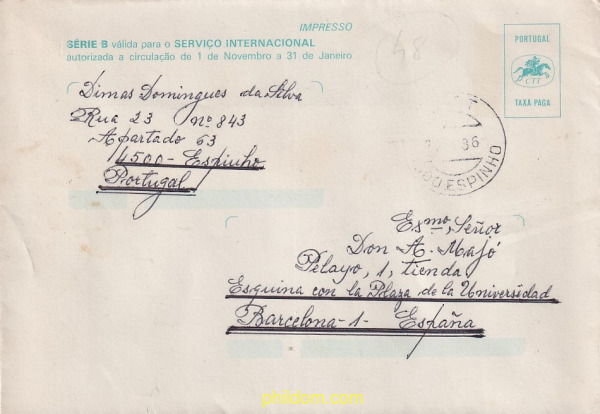 IMPRESSO
SÉRIE B válida para o SERVIÇO INTERNACIONAL
autorizada a circulação de 1 de Novembro a 31 de Janeiro
(48)
PORTUGAL
CTT
TAXA PAGA
Dimas Domingues da Silva
Rua 23 nº 843
Apartado 63
4500 - Espinho
Portugal
86
ESPINHO
Esmo, Señor
Don A. Majó
Pelayo, 1, tienda
Esquina con la Plaza de la Universidad
Barcelona-1- España
phildom.com